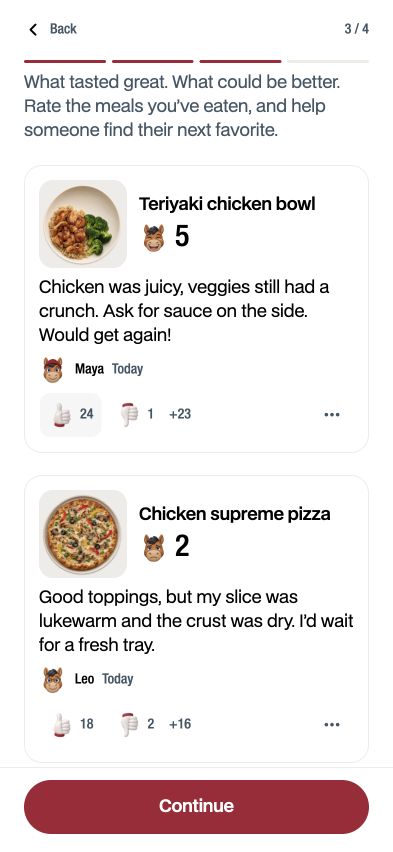 Back
3 / 4
What tasted great. What could be better.
Rate the meals you’ve eaten, and help
someone find their next favorite.
Teriyaki chicken bowl
5
Chicken was juicy, veggies still had a
crunch. Ask for sauce on the side.
Would get again!
Maya Today
24 1 +23
Chicken supreme pizza
2
Good toppings, but my slice was
lukewarm and the crust was dry. I’d wait
for a fresh tray.
Leo Today
18 2 +16
Continue